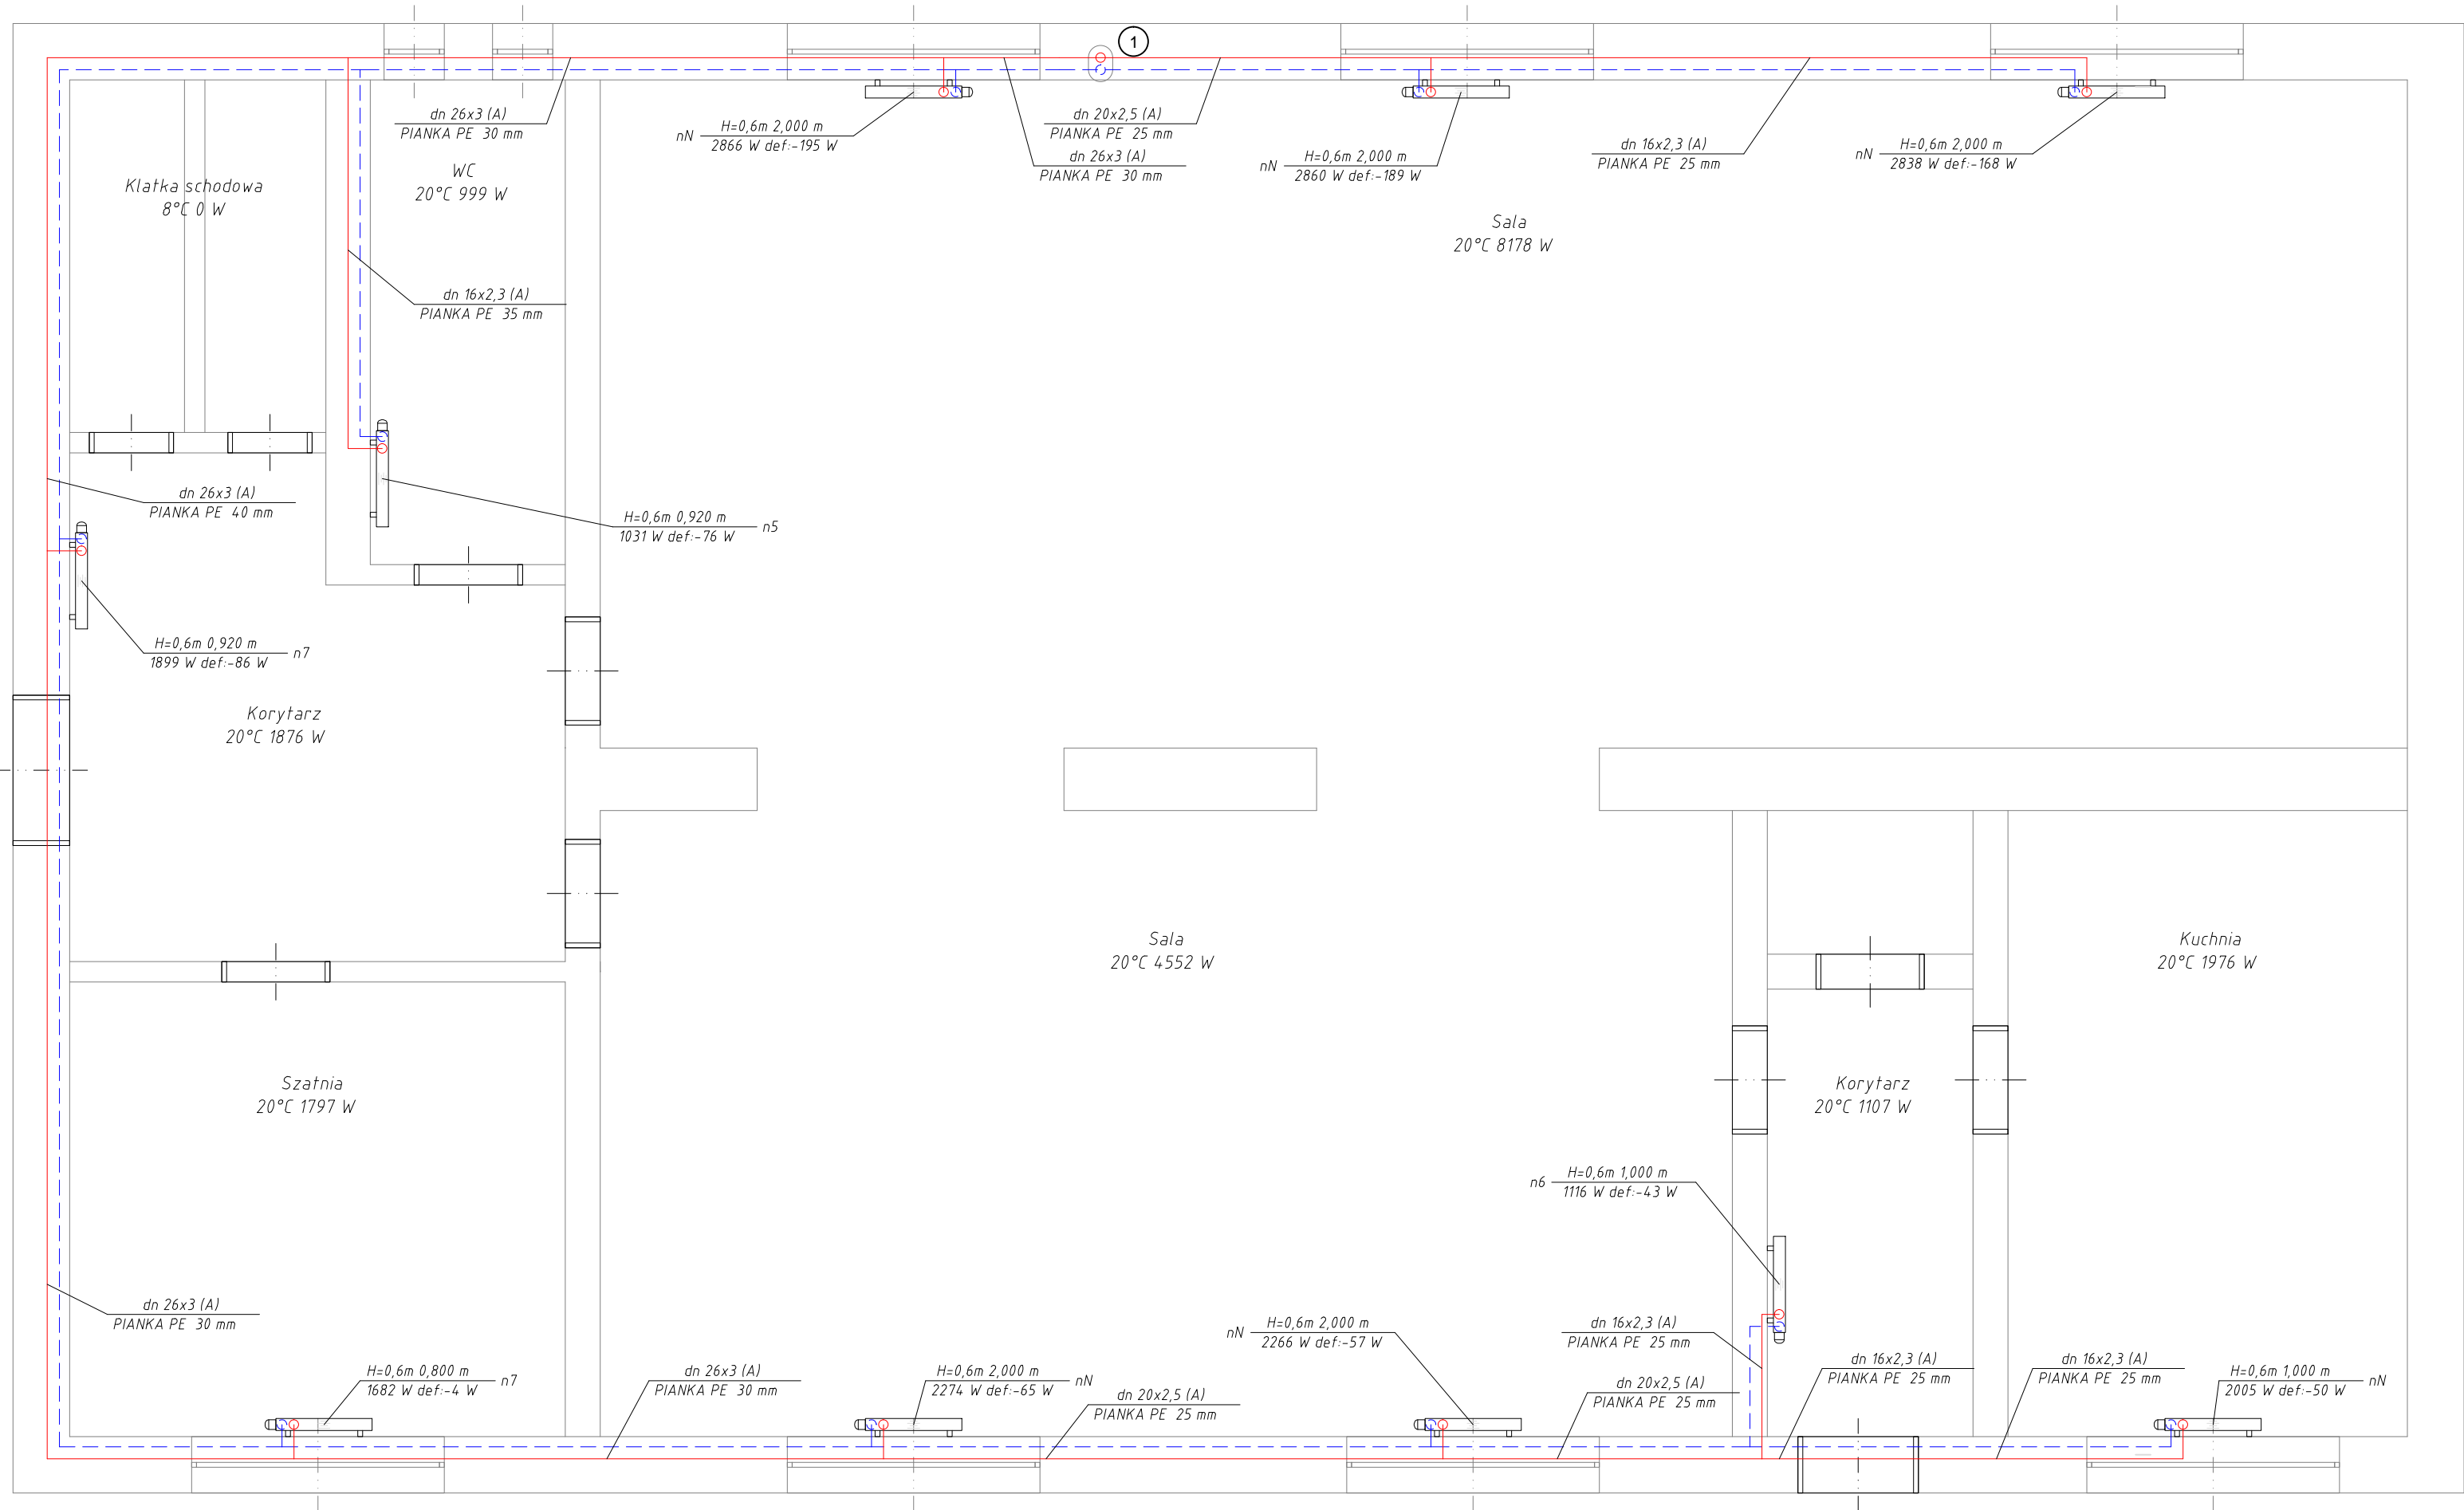 1
dn 26x3 (A)
PIANKA PE 30 mm
H=0,6m 2,000 m
nN
2866 W def:-195 W
dn 20x2,5 (A)
PIANKA PE 25 mm
dn 26x3 (A)
PIANKA PE 30 mm
H=0,6m 2,000 m
nN
2860 W def:-189 W
dn 16x2,3 (A)
PIANKA PE 25 mm
H=0,6m 2,000 m
nN
2838 W def:-168 W
Klatka schodowa
8°C 0 W
WC
20°C 999 W
Sala
20°C 8178 W
dn 16x2,3 (A)
PIANKA PE 35 mm
dn 26x3 (A)
PIANKA PE 40 mm
H=0,6m 0,920 m
n5
1031 W def:-76 W
H=0,6m 0,920 m
n7
1899 W def:-86 W
Korytarz
20°C 1876 W
Sala
20°C 4552 W
Kuchnia
20°C 1976 W
Szatnia
20°C 1797 W
Korytarz
20°C 1107 W
H=0,6m 1,000 m
n6
1116 W def:-43 W
dn 26x3 (A)
PIANKA PE 30 mm
H=0,6m 0,800 m
n7
1682 W def:-4 W
dn 26x3 (A)
PIANKA PE 30 mm
H=0,6m 2,000 m
nN
2274 W def:-65 W
dn 20x2,5 (A)
PIANKA PE 25 mm
H=0,6m 2,000 m
nN
2266 W def:-57 W
dn 16x2,3 (A)
PIANKA PE 25 mm
dn 20x2,5 (A)
PIANKA PE 25 mm
dn 16x2,3 (A)
PIANKA PE 25 mm
dn 16x2,3 (A)
PIANKA PE 25 mm
H=0,6m 1,000 m
nN
2005 W def:-50 W